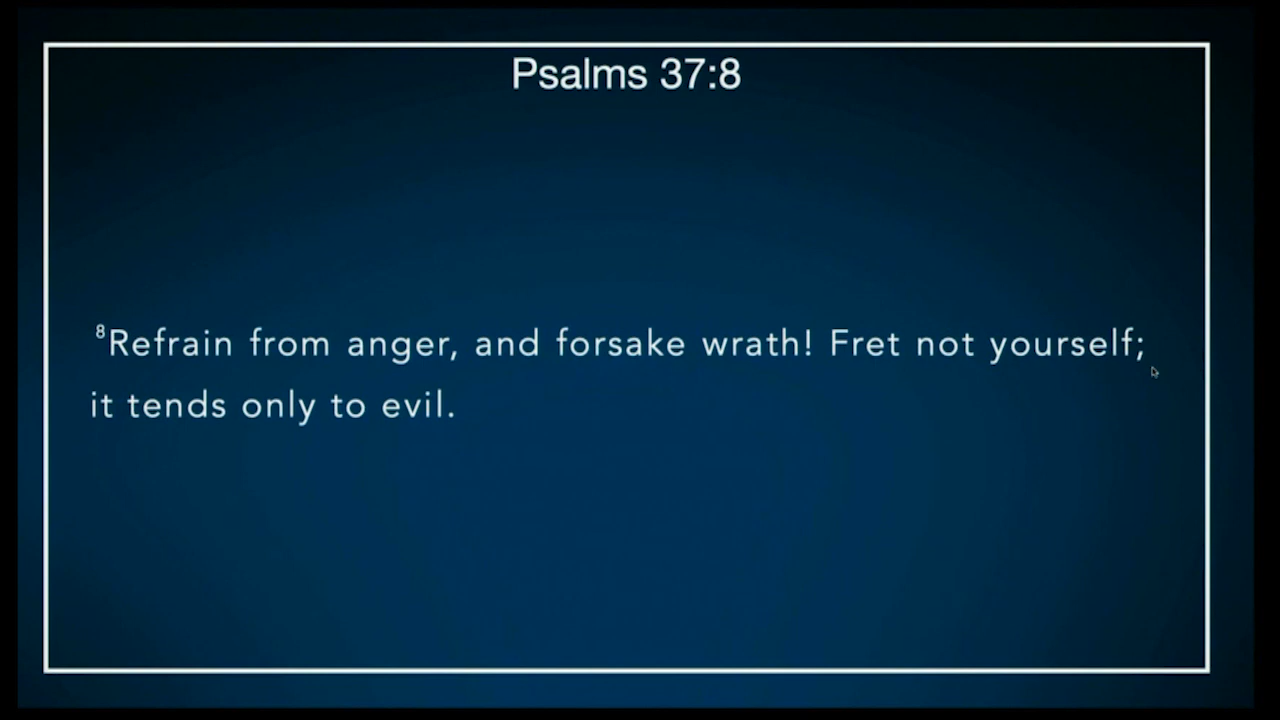 Psalms 37:8
⁸Refrain from anger, and forsake wrath! Fret not yourself;
it tends only to evil.